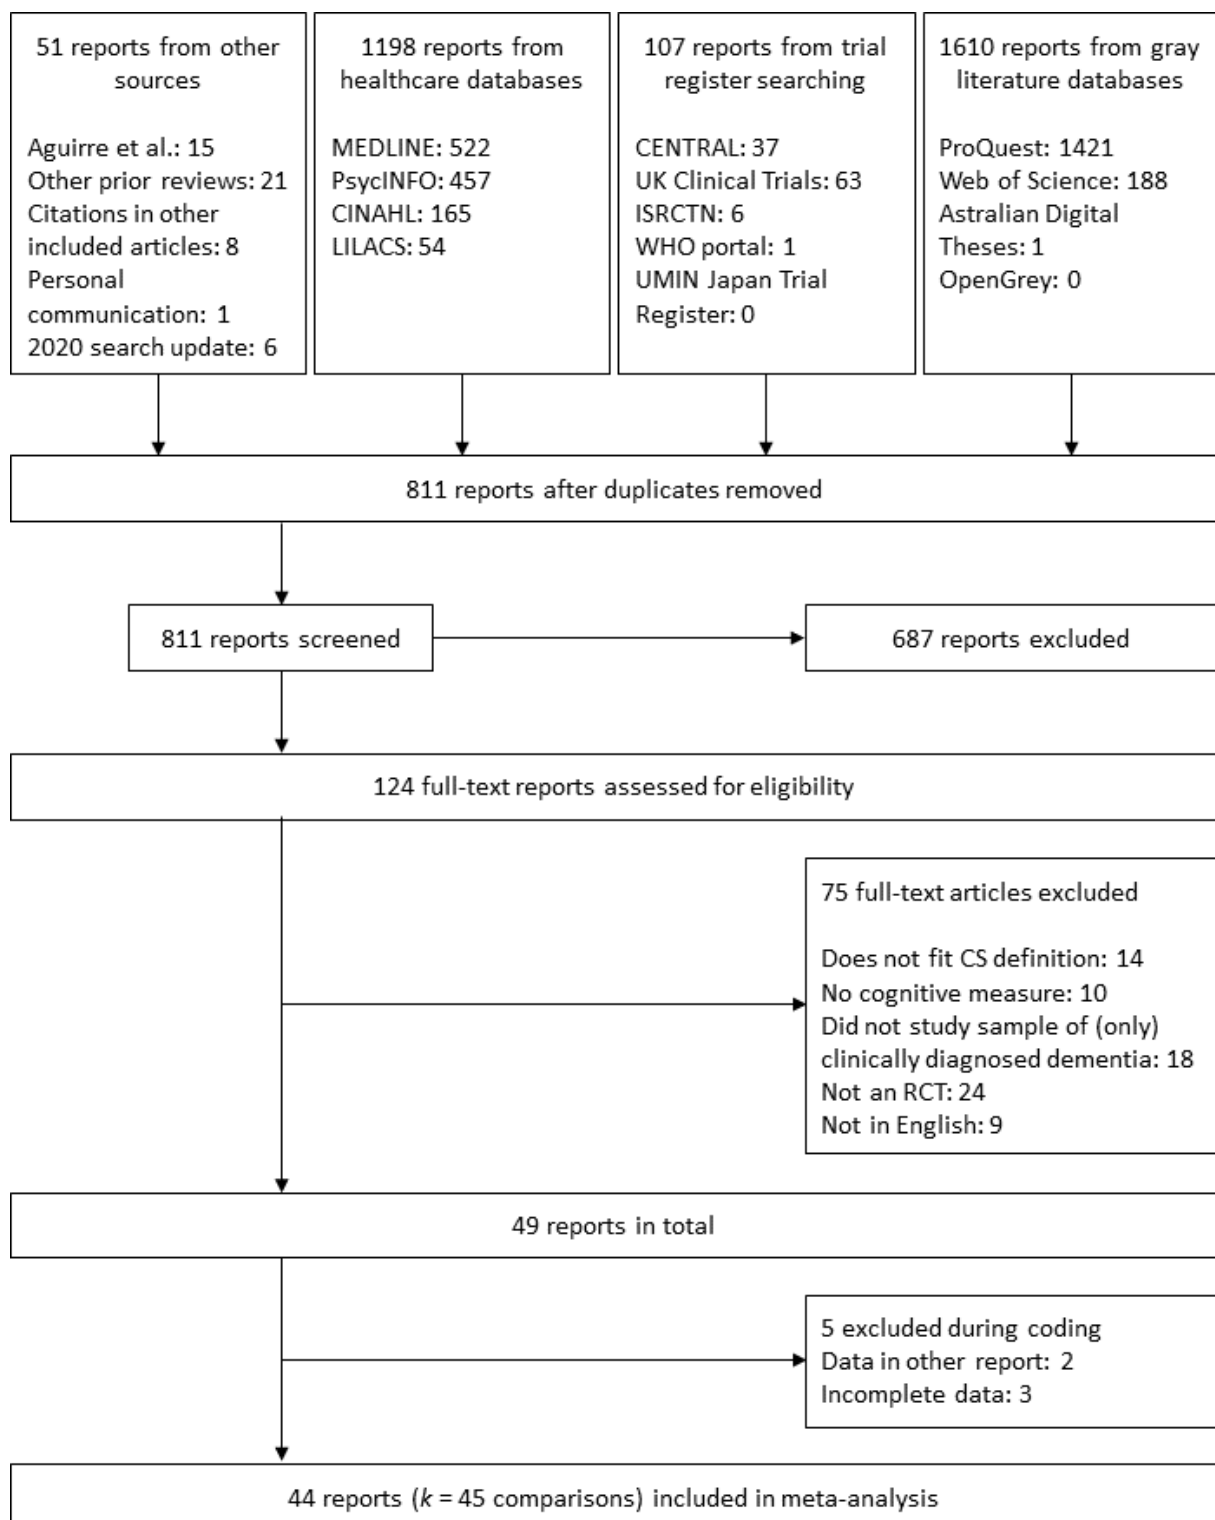 51 reports from other
sources
Aguirre et al.: 15
Other prior reviews: 21
Citations in other
included articles: 8
Personal
communication: 1
2020 search update: 6
1198 reports from
healthcare databases
MEDLINE: 522
PsycINFO: 457
CINAHL: 165
LILACS: 54
107 reports from trial
register searching
CENTRAL: 37
UK Clinical Trials: 63
ISRCTN: 6
WHO portal: 1
UMIN Japan Trial
Register: 0
1610 reports from gray
literature databases
ProQuest: 1421
Web of Science: 188
Astralian Digital
Theses: 1
OpenGrey: 0
811 reports after duplicates removed
811 reports screened
687 reports excluded
124 full-text reports assessed for eligibility
75 full-text articles excluded
Does not fit CS definition: 14
No cognitive measure: 10
Did not study sample of (only)
clinically diagnosed dementia: 18
Not an RCT: 24
Not in English: 9
49 reports in total
5 excluded during coding
Data in other report: 2
Incomplete data: 3
44 reports (k = 45 comparisons) included in meta-analysis